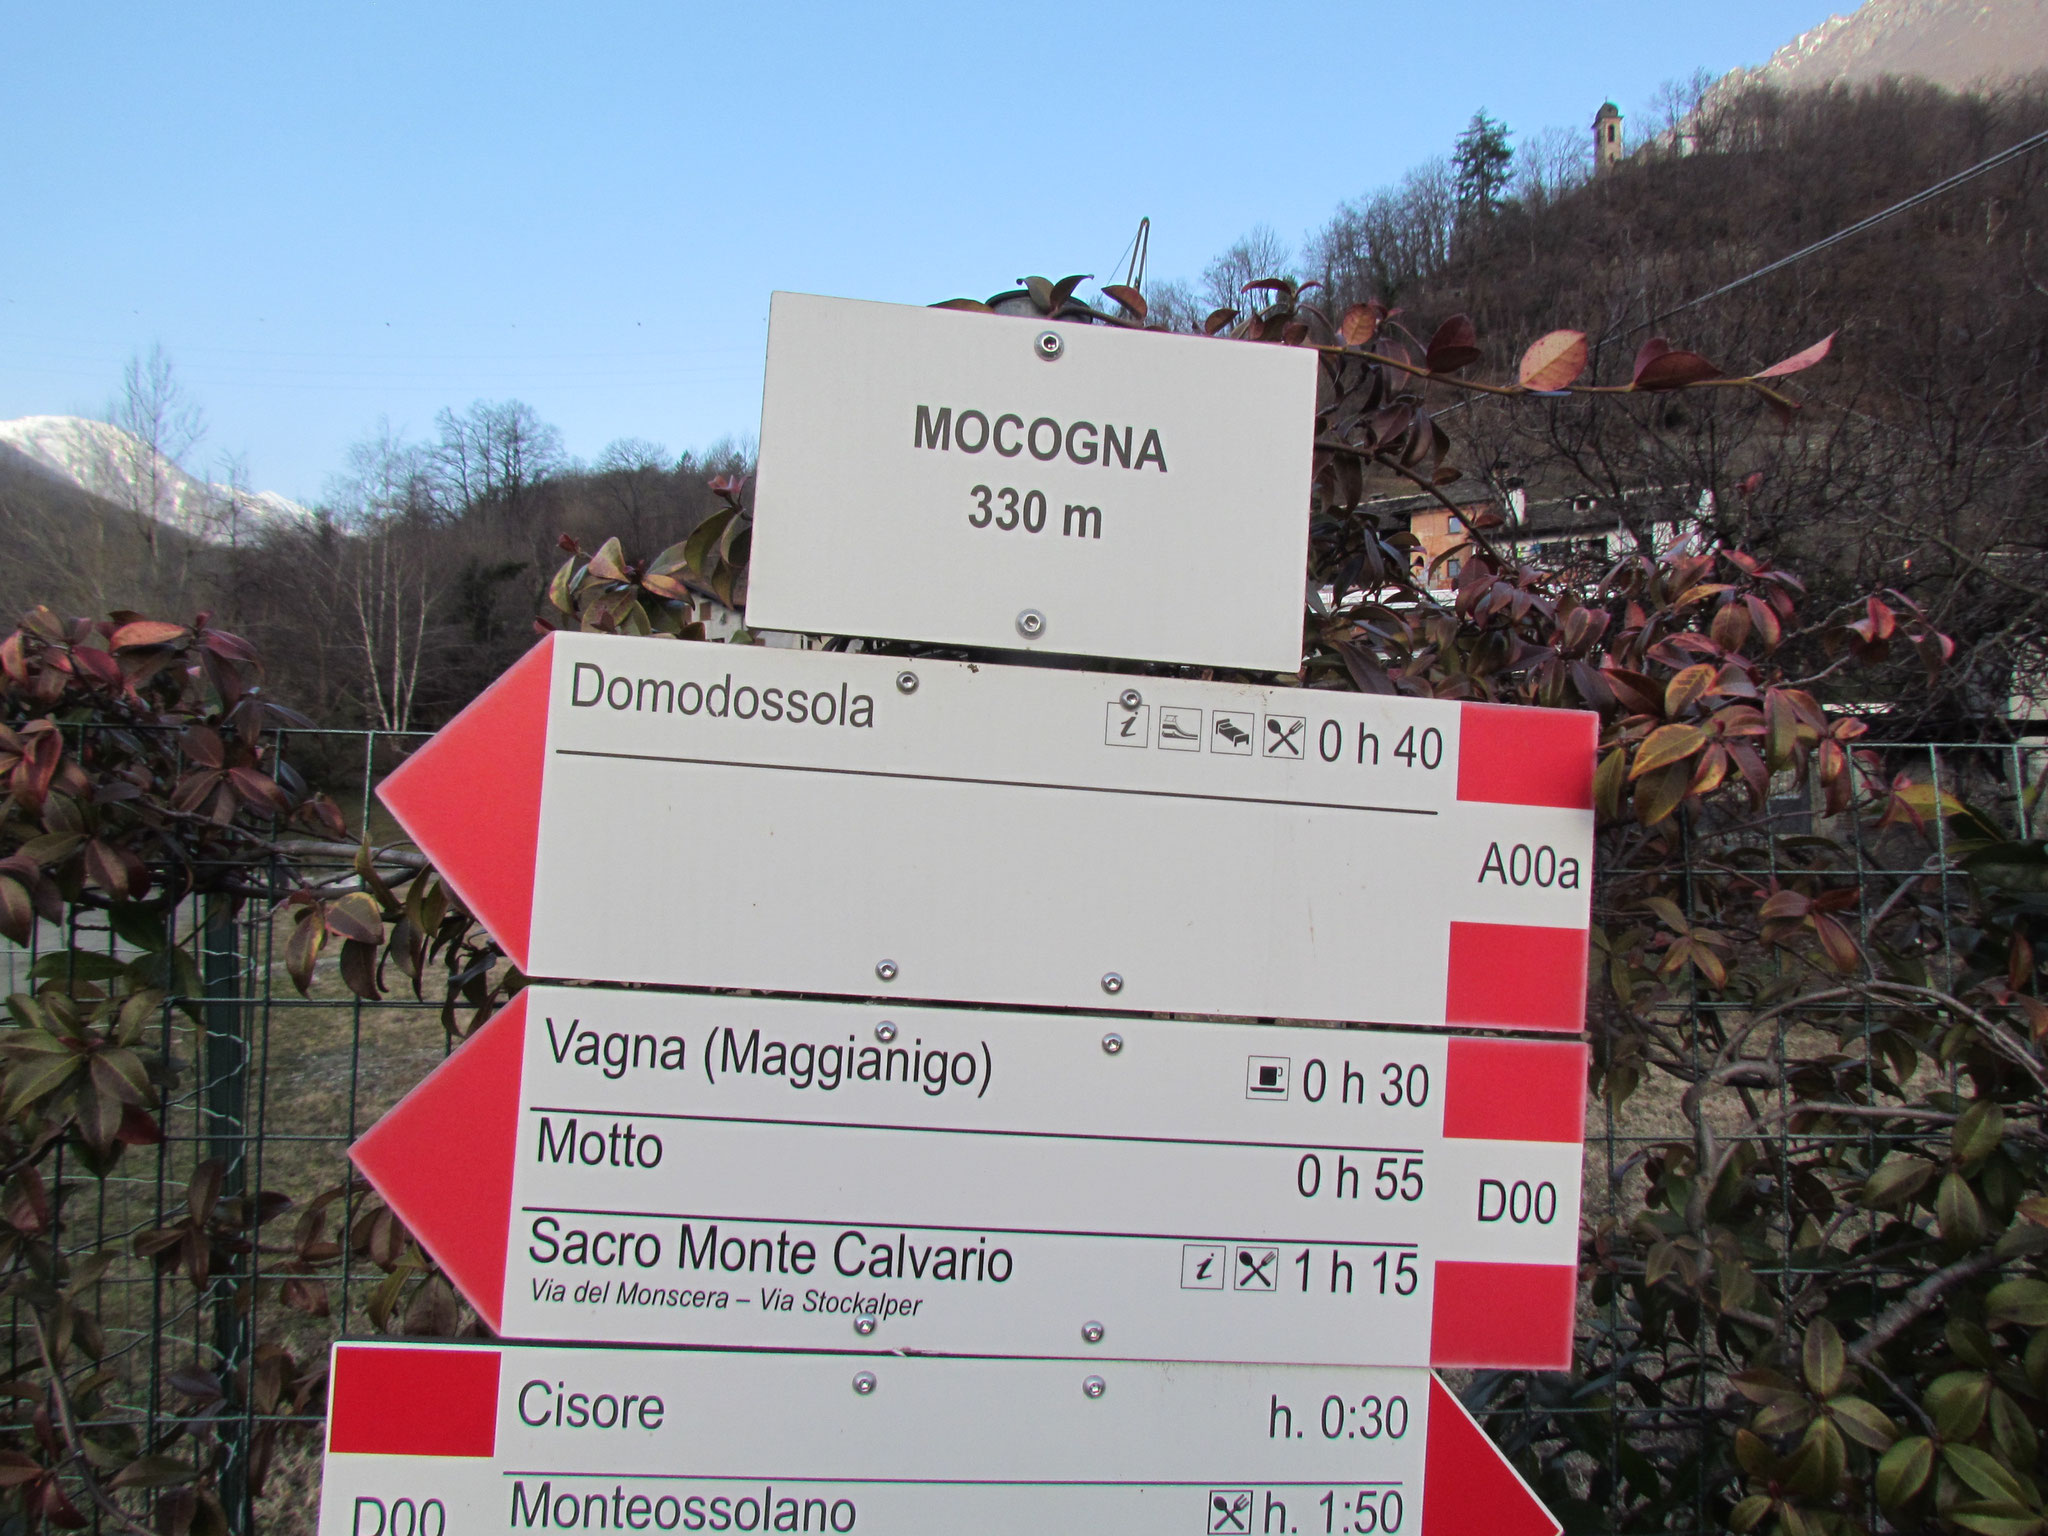 MOCOGNA
330 m
Domodossola i 0 h 40
A00a
Vagna (Maggianigo) 0 h 30
Motto 0 h 55
D00
Sacro Monte Calvario i 1 h 15
Via del Monscera – Via Stockalper
Cisore h. 0:30
D00
Monteossolano h. 1:50